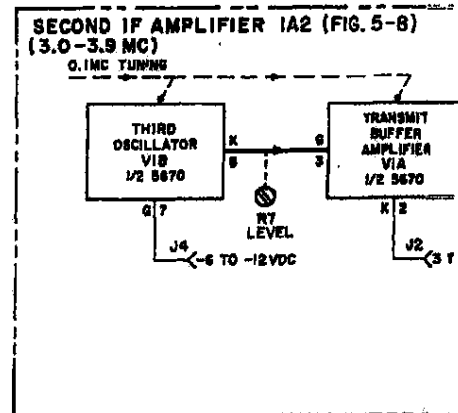 SECOND IF AMPLIFIER 1A2 (FIG. 5-8)
(3.0-3.9 MC)
0.1MC TUNING
THIRD
OSCILLATOR
V1B
1/2 5670
K
G
TRANSMIT
BUFFER
AMPLIFIER
V1A
1/2 5670
8
3
G 7
R7
LEVEL
K 2
J4
-6 TO -12VDC
J2
(3 T